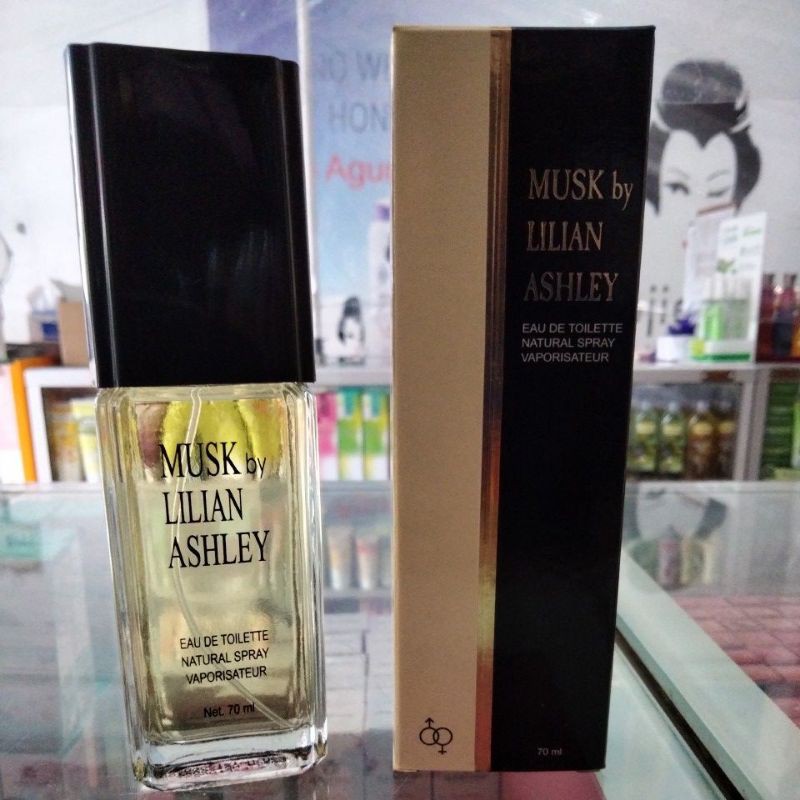 MUSK by
LILIAN
ASHLEY
EAU DE TOILETTE
NATURAL SPRAY
VAPORISATEUR
Net. 70 ml
MUSK by
LILIAN
ASHLEY
EAU DE TOILETTE
NATURAL SPRAY
VAPORISATEUR
70 ml